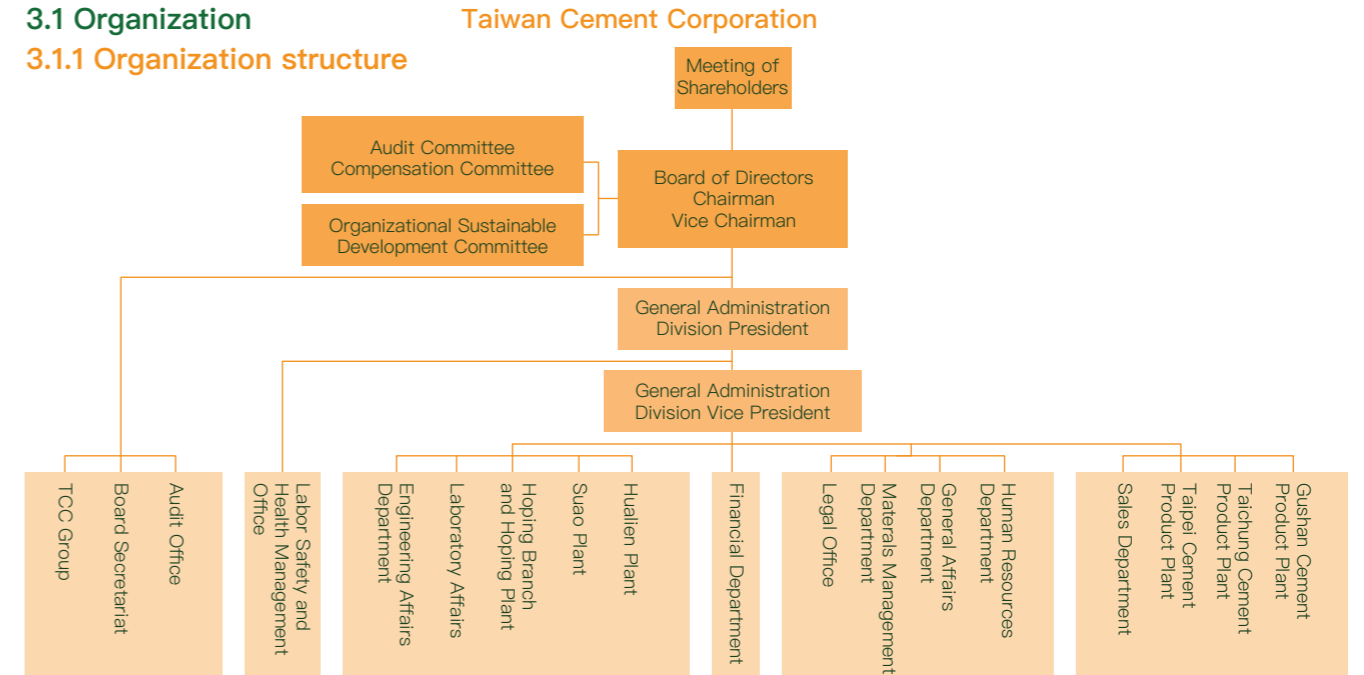 3.1 Organization
Taiwan Cement Corporation
3.1.1 Organization structure
Meeting of
Shareholders
Audit Committee
Compensation Committee
Board of Directors
Chairman
Vice Chairman
Organizational Sustainable
Development Committee
General Administration
Division President
General Administration
Division Vice President
TCC Group
Board Secretariat
Audit Office
Labor Safety and
Health Management
Office
Engineering Affairs
Department
Laboratory Affairs
Hoping Branch
and Hoping Plant
Suao Plant
Hualien Plant
Financial Department
Legal Office
Materals Management
Department
General Affairs
Department
Human Resources
Department
Sales Department
Taipei Cement
Product Plant
Taichung Cement
Product Plant
Gushan Cement
Product Plant